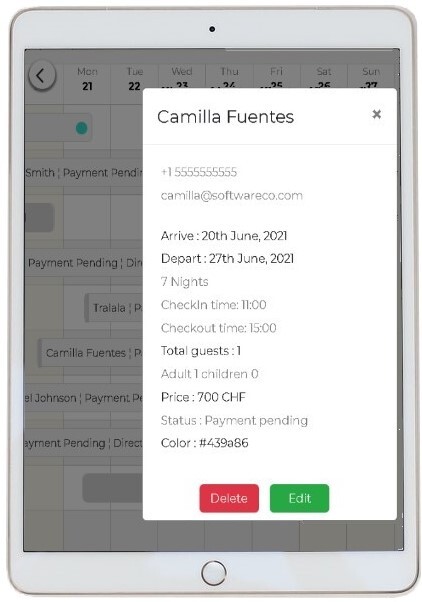 Mon Tue Wed Thu Fri Sat Sun
21 22 23 24 25 26 27
Camilla Fuentes ×
+1 5555555555
camilla@softwareco.com
Smith ¦ Payment Pendin
Arrive : 20th June, 2021
Depart : 27th June, 2021
Payment Pending ¦ Dire
7 Nights
CheckIn time: 11:00
Tralala ¦ P
Checkout time: 15:00
Camilla Fuentes ¦ P
Total guests : 1
Adult 1 children 0
el Johnson ¦ Payment Pe
Price : 700 CHF
Status : Payment pending
ayment Pending ¦ Direct
Color : #439a86
Delete Edit